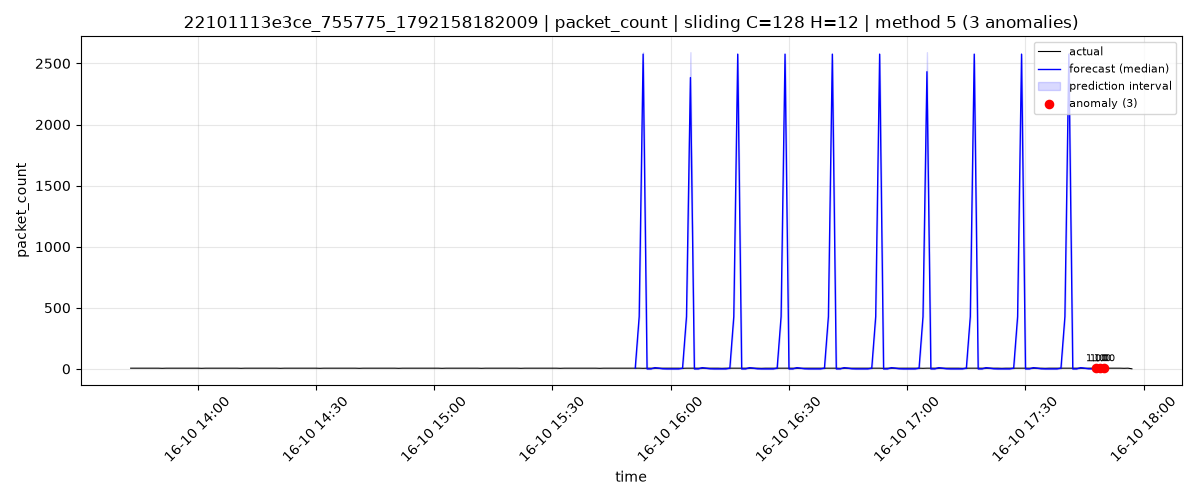 22101113e3ce_755775_1792158182009 | packet_count | sliding C=128 H=12 | method 5 (3 anomalies)
actual
forecast (median)
prediction interval
anomaly (3)
packet_count
2500
2000
1500
1000
500
0
16-10 14:00
16-10 14:30
16-10 15:00
16-10 15:30
16-10 16:00
16-10 16:30
16-10 17:00
16-10 17:30
16-10 18:00
time